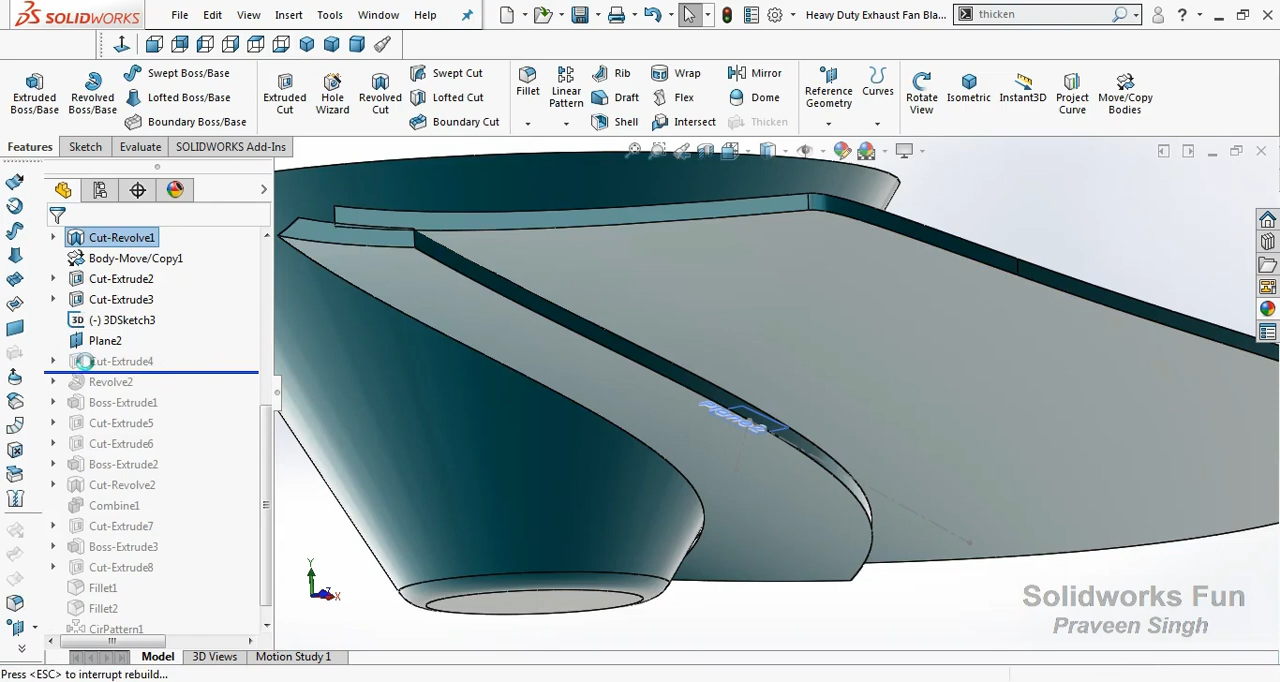 SOLIDWORKS
File Edit View Insert Tools Window Help
Heavy Duty Exhaust Fan Bla...
thicken
Extruded Boss/Base
Revolved Boss/Base
Swept Boss/Base
Lofted Boss/Base
Boundary Boss/Base
Extruded Cut
Hole Wizard
Revolved Cut
Swept Cut
Lofted Cut
Boundary Cut
Fillet
Linear Pattern
Rib
Draft
Shell
Wrap
Flex
Intersect
Mirror
Dome
Thicken
Reference Geometry
Curves
Rotate View
Isometric
Instant3D
Project Curve
Move/Copy Bodies
Features Sketch Evaluate SOLIDWORKS Add-Ins
Cut-Revolve1
Body-Move/Copy1
Cut-Extrude2
Cut-Extrude3
3D (-) 3DSketch3
Plane2
ut-Extrude4
Revolve2
Boss-Extrude1
Cut-Extrude5
Cut-Extrude6
Boss-Extrude2
Cut-Revolve2
Combine1
Cut-Extrude7
Boss-Extrude3
Cut-Extrude8
Fillet1
Fillet2
CirPattern1
Plane2
Y
X
Solidworks Fun
Praveen Singh
Model 3D Views Motion Study 1
Press <ESC> to interrupt rebuild...